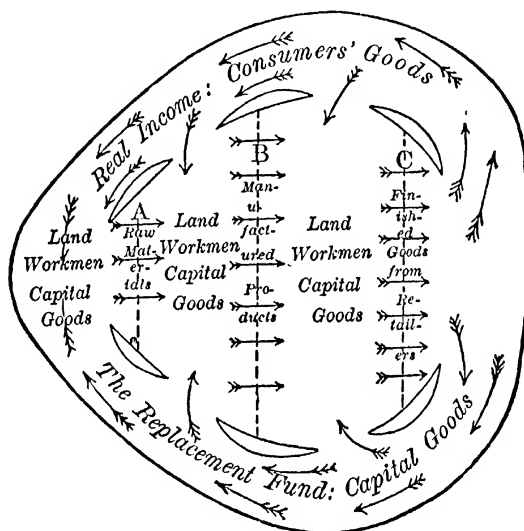 Real Income: Consumers' Goods
A
Raw
Mat-
er-
ials
B
Man-
u-
fact-
ured
Pro-
ducts
C
Fin-
ish-
ed
Goods
from
Re-
tail-
ers
Land
Workmen
Capital
Goods
Land
Workmen
Capital
Goods
Land
Workmen
Capital
Goods
The Replacement Fund: Capital Goods